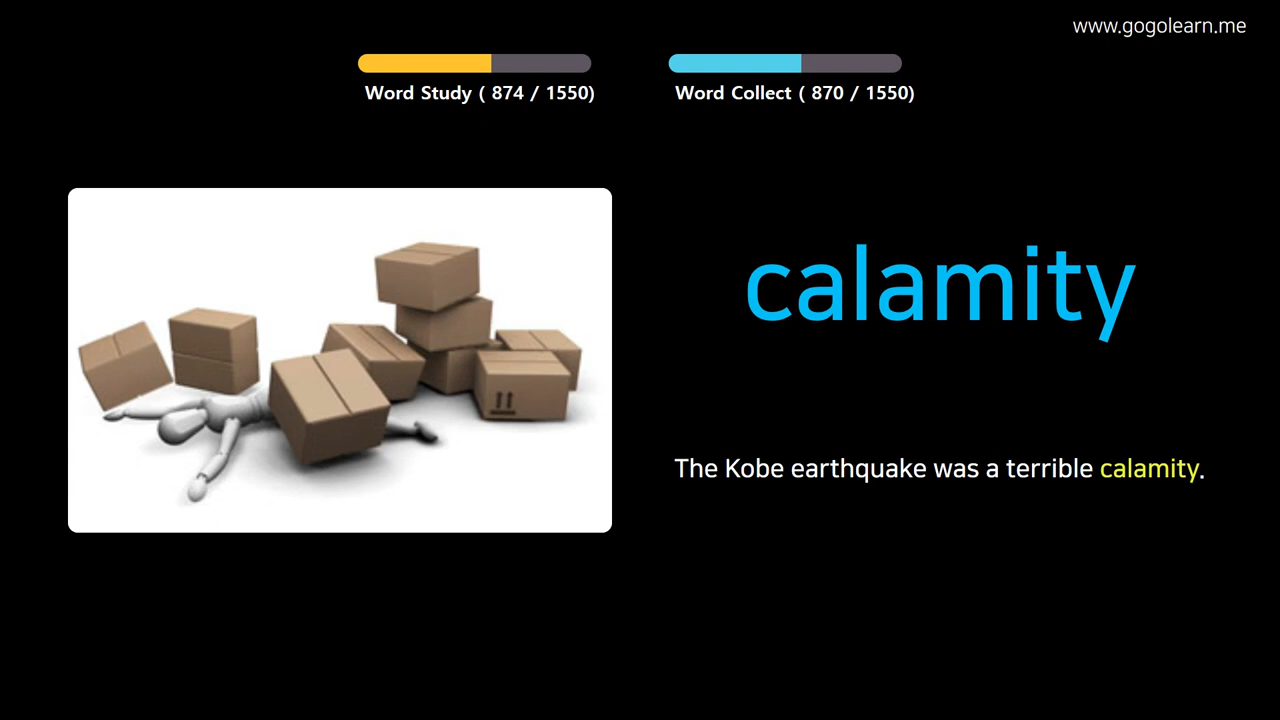 www.gogolearn.me
Word Study ( 874 / 1550)
Word Collect ( 870 / 1550)
calamity
The Kobe earthquake was a terrible calamity.